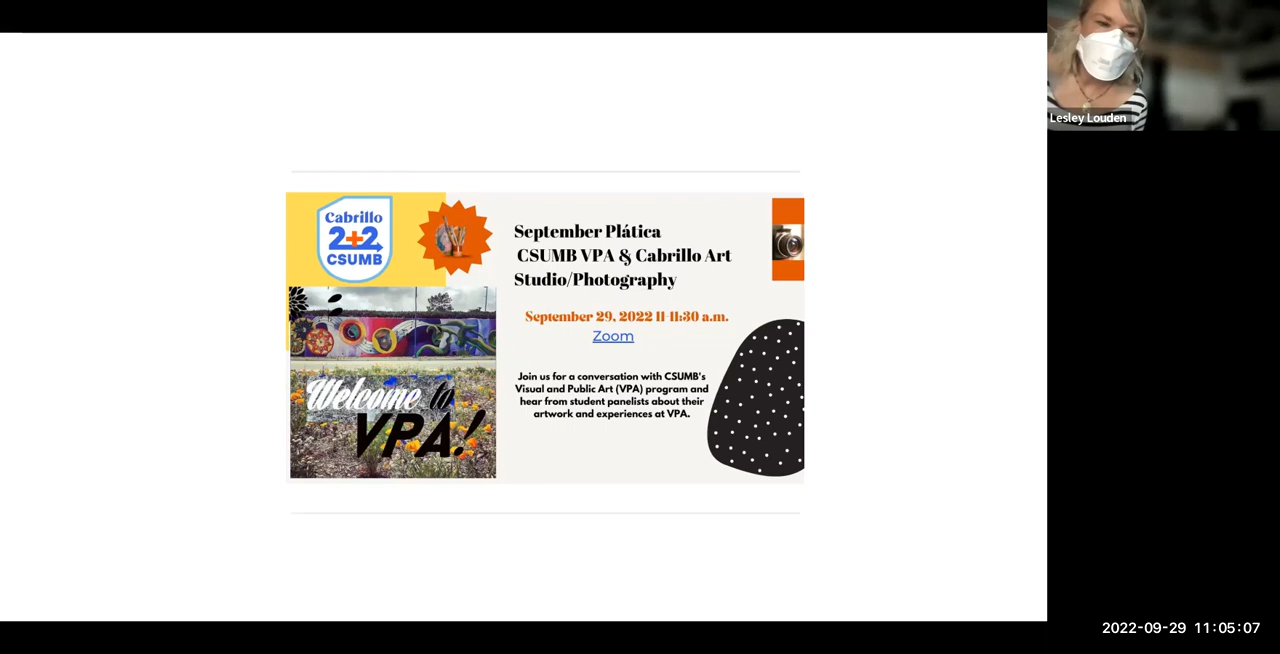 Lesley Louden
Cabrillo
2+2
CSUMB
September Plática
CSUMB VPA & Cabrillo Art
Studio/Photography
September 29, 2022 11-11:30 a.m.
Zoom
Join us for a conversation with CSUMB's
Visual and Public Art (VPA) program and
hear from student panelists about their
artwork and experiences at VPA.
Welcome to
VPA!
2022-09-29 11:05:07